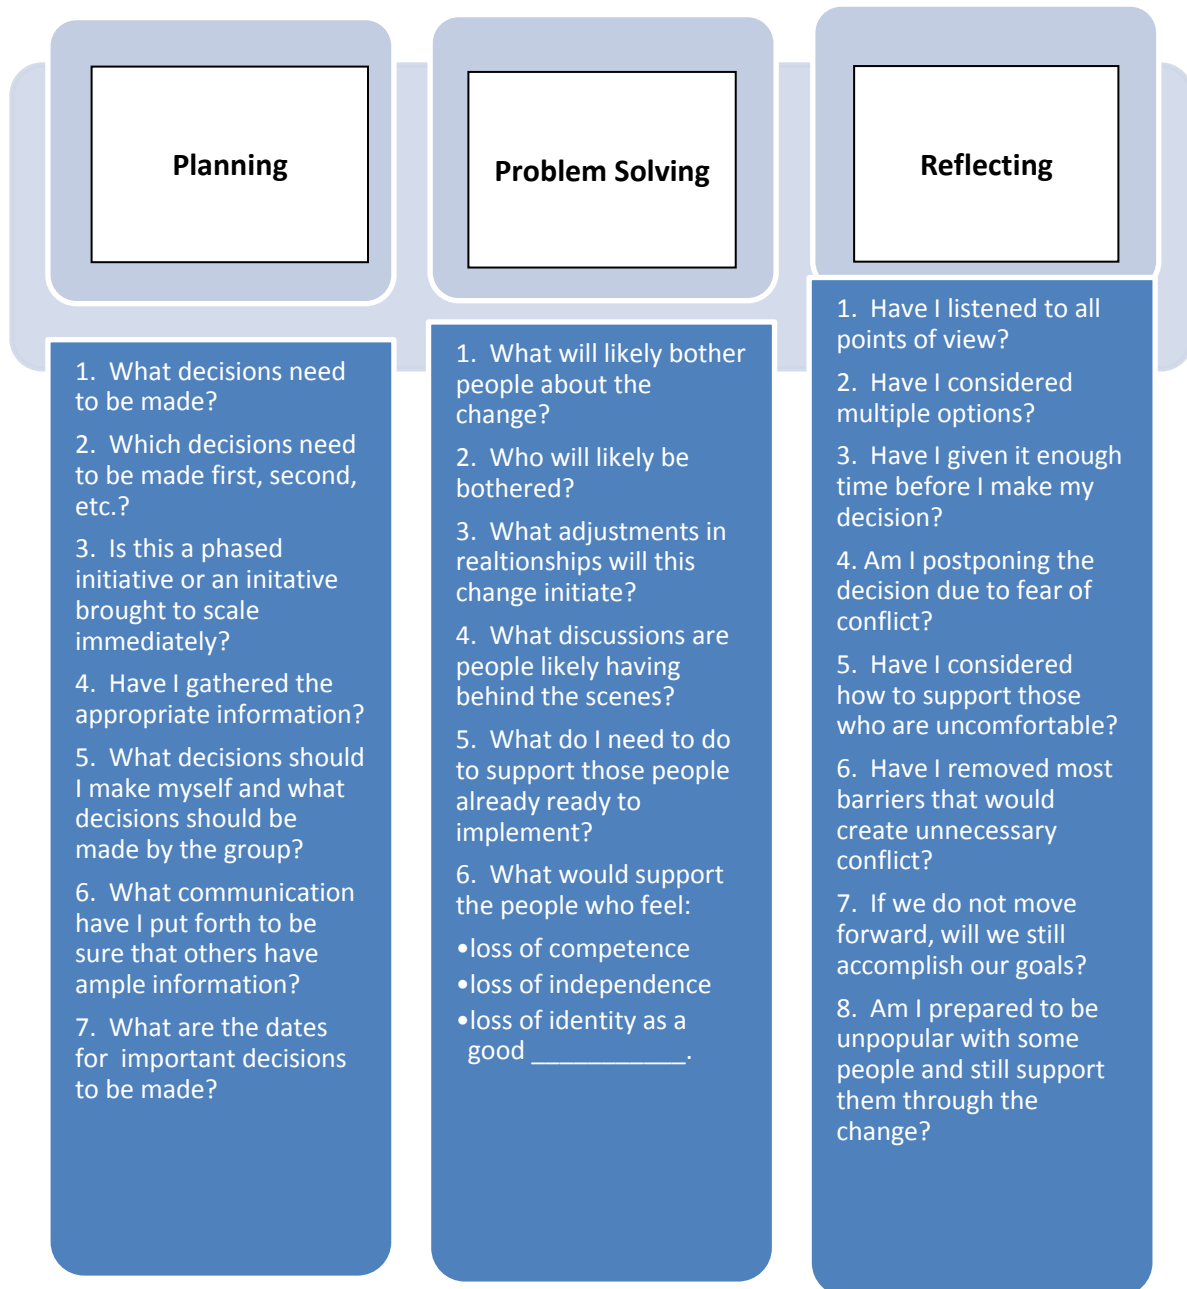 Planning
1.  What decisions need
to be made?
2.  Which decisions need
to be made first, second,
etc.?
3.  Is this a phased
initiative or an initative
brought to scale
immediately?
4.  Have I gathered the
appropriate information?
5.  What decisions should
I make myself and what
decisions should be
made by the group?
6.  What communication
have I put forth to be
sure that others have
ample information?
7.  What are the dates
for  important decisions
to be made?
Problem Solving
1.  What will likely bother
people about the
change?
2.  Who will likely be
bothered?
3.  What adjustments in
realtionships will this
change initiate?
4.  What discussions are
people likely having
behind the scenes?
5.  What do I need to do
to support those people
already ready to
implement?
6.  What would support
the people who feel:
•loss of competence
•loss of independence
•loss of identity as a
good ___________.
Reflecting
1.  Have I listened to all
points of view?
2.  Have I considered
multiple options?
3.  Have I given it enough
time before I make my
decision?
4. Am I postponing the
decision due to fear of
conflict?
5.  Have I considered
how to support those
who are uncomfortable?
6.  Have I removed most
barriers that would
create unnecessary
conflict?
7.  If we do not move
forward, will we still
accomplish our goals?
8.  Am I prepared to be
unpopular with some
people and still support
them through the
change?